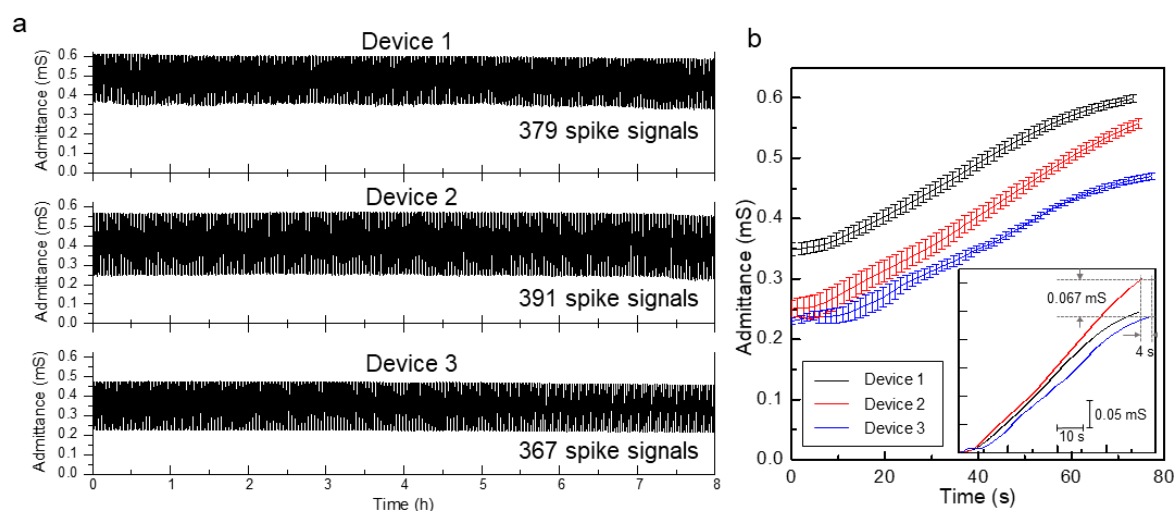 a
Device 1
Admittance (mS)
0.6
0.5
0.4
0.3
0.2
0.1
0.0
379 spike signals
Device 2
Admittance (mS)
0.6
0.5
0.4
0.3
0.2
0.1
0.0
391 spike signals
Device 3
Admittance (mS)
0.6
0.5
0.4
0.3
0.2
0.1
0.0
367 spike signals
0 1 2 3 4 5 6 7 8
Time (h)
b
Admittance (mS)
0.6
0.5
0.4
0.3
0.2
0.0
0.067 mS
4 s
0.05 mS
10 s
Device 1
Device 2
Device 3
0 20 40 60 80
Time (s)